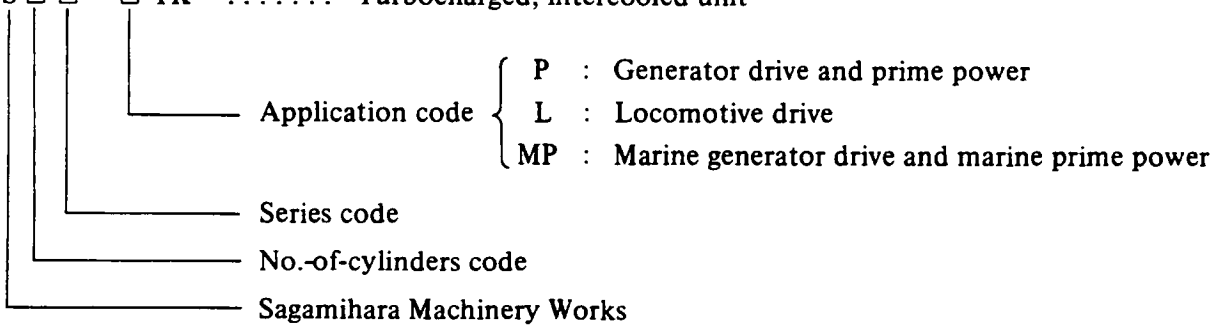 S □ □ - □ TK ....... Turbocharged, intercooled unit
Application code
P : Generator drive and prime power
L : Locomotive drive
MP : Marine generator drive and marine prime power
Series code
No.-of-cylinders code
Sagamihara Machinery Works